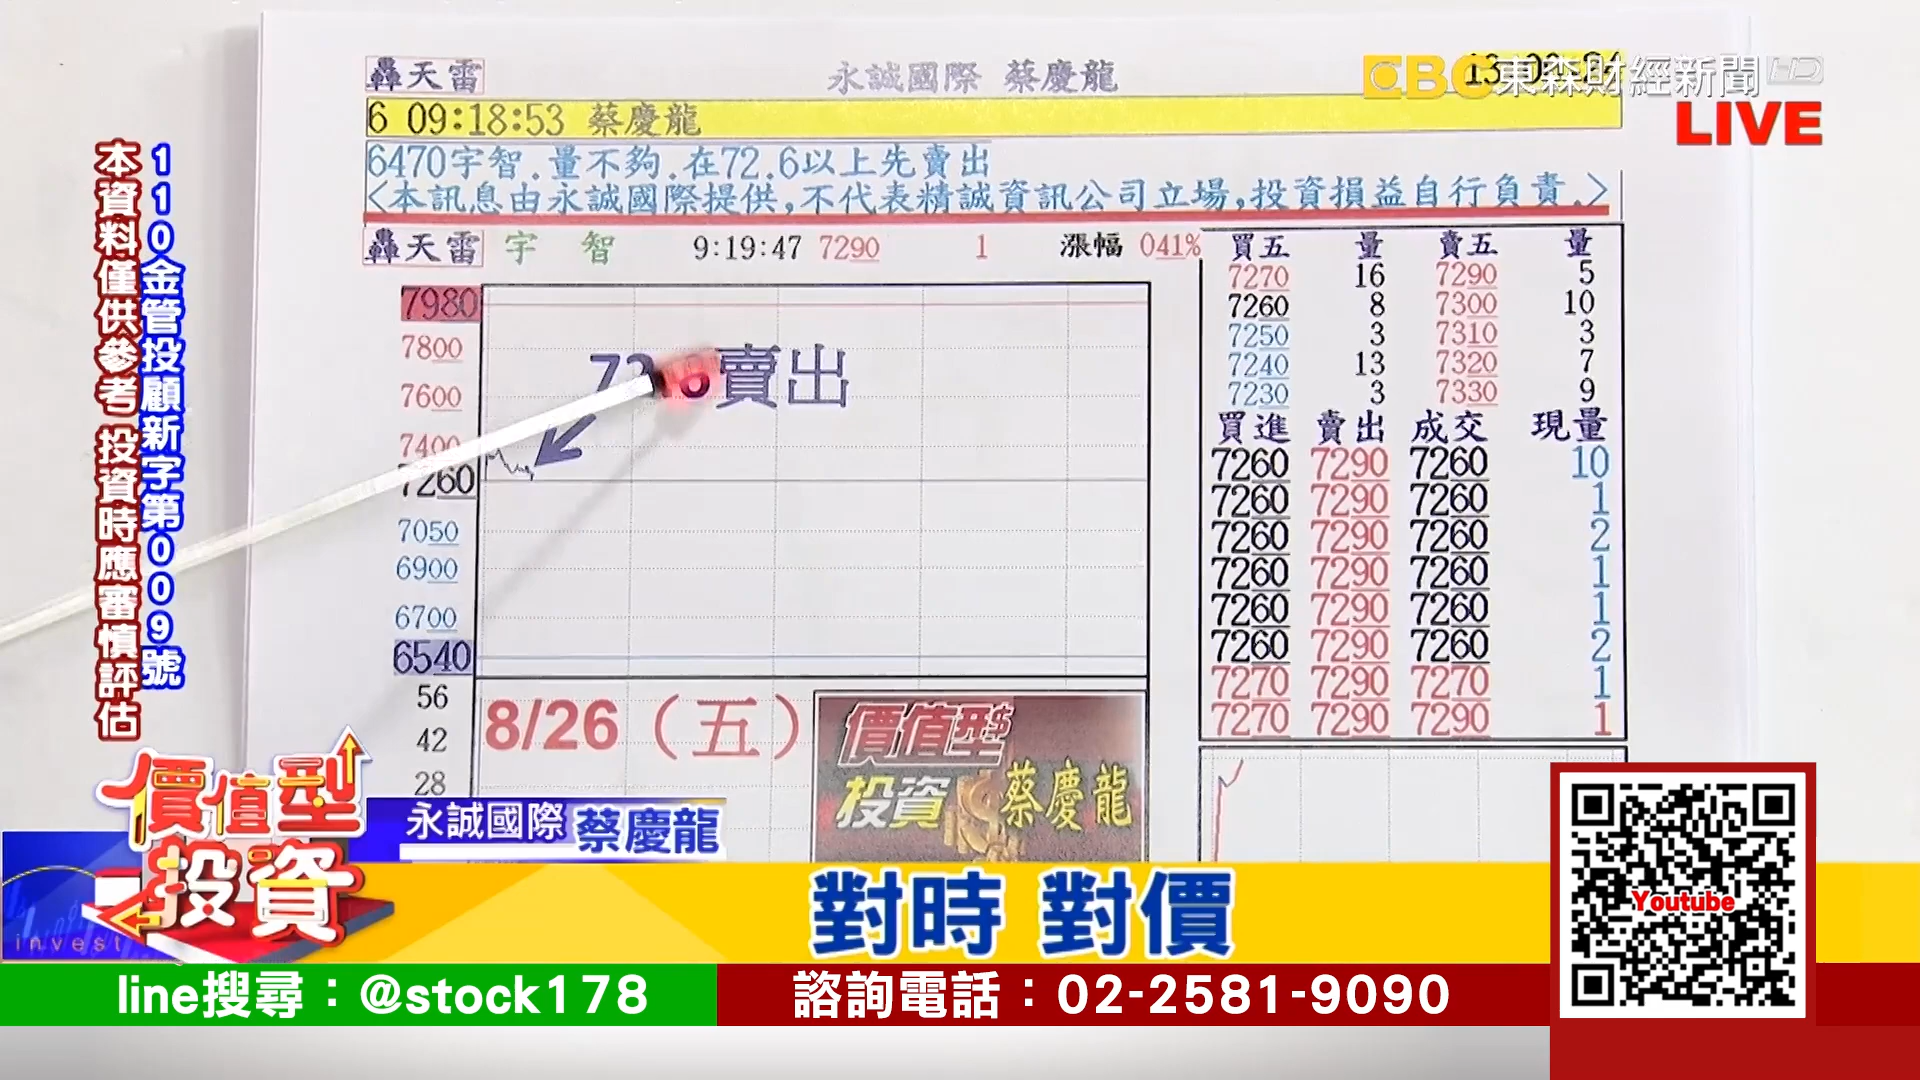 轟天雷
永誠國際 蔡慶龍
東森財經新聞 HD
LIVE
6 09:18:53 蔡慶龍
6470宇智.量不夠.在72.6以上先賣出
<本訊息由永誠國際提供,不代表精誠資訊公司立場,投資損益自行負責.>
轟天雷 宇 智 9:19:47 7290 1 漲幅 041%
買五 量 賣五 量
7270 16 7290 5
7260 8 7300 10
7250 3 7310 3
7240 13 7320 7
7230 3 7330 9
買進 賣出 成交 現量
7260 7290 7260 10
7260 7290 7260 1
7260 7290 7260 2
7260 7290 7260 1
7260 7290 7260 1
7260 7290 7260 2
7270 7290 7270 1
7270 7290 7290 1
7980
7800
7600
7400
7260
7050
6900
6700
6540
56
42
28
賣出
8/26（五）
價值型$
投資 蔡慶龍
110金管投顧新字第009號
本資料僅供參考 投資時應審慎評估
價值型
投資
invest
永誠國際 蔡慶龍
對時 對價
Youtube
line搜尋：@stock178
諮詢電話：02-2581-9090